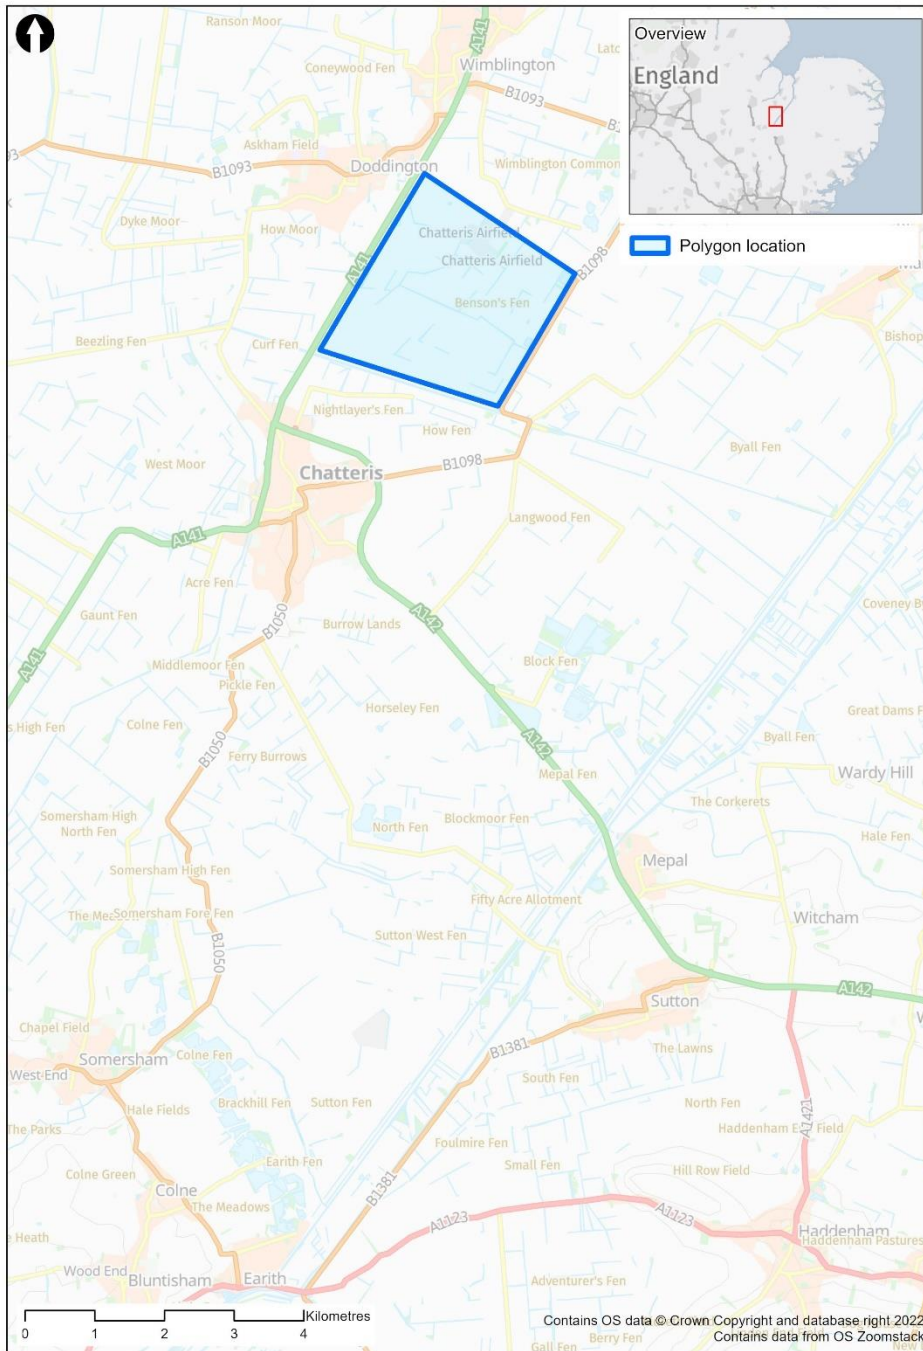 Ranson Moor
A141
Coneywood Fen
Wimblington
B1093
Askham Field
B1093
Doddington
Wimblington Common
Dyke Moor
How Moor
Chatteris Airfield
Chatteris Airfield
A141
B1098
Benson's Fen
Beezling Fen
Curf Fen
Bishop
Nightlayer's Fen
How Fen
Byall Fen
West Moor
Chatteris
B1098
Langwood Fen
A141
Acre Fen
Coveney B
Gaunt Fen
Burrow Lands
A142
B1050
A141
Middlemoor Fen
Block Fen
Pickle Fen
Colne Fen
Horseley Fen
Great Dams F
s High Fen
B1050
A142
Byall Fen
Ferry Burrows
Mepal Fen
Wardy Hill
The Corkerets
Somersham High
North Fen
North Fen
Blockmoor Fen
Hale Fen
Mepal
Somersham High Fen
Fifty Acre Allotment
Somersham Fore Fen
Witcham
Sutton West Fen
B1050
A142
Sutton
Chapel Field
Somersham
Colne Fen
B1381
The Lawns
West End
South Fen
Hale Fields
Brackhill Fen
Sutton Fen
North Fen
A1421
The Parks
Foulmire Fen
Colne Green
Earith Fen
Small Fen
Hill Row Field
Colne
The Meadows
B1381
A1123
A1123
Haddenham
Haddenham Pastures
e Heath
Wood End
Bluntisham
Earith
Adventurer's Fen
Berry Fen
Overview
England
Polygon location
Kilometres
0 1 2 3 4
Contains OS data © Crown Copyright and database right 2022
Contains data from OS Zoomstack